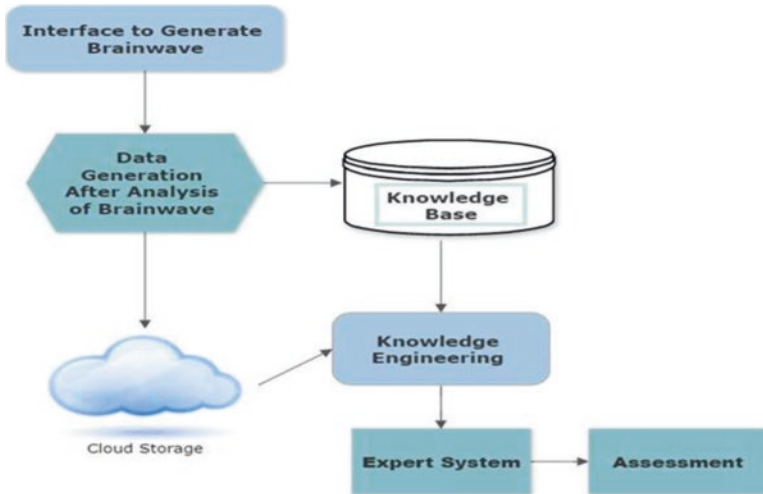 Interface to Generate
Brainwave
Data
Generation
After Analysis
of Brainwave
Knowledge
Base
Knowledge
Engineering
Cloud Storage
Expert System
Assessment